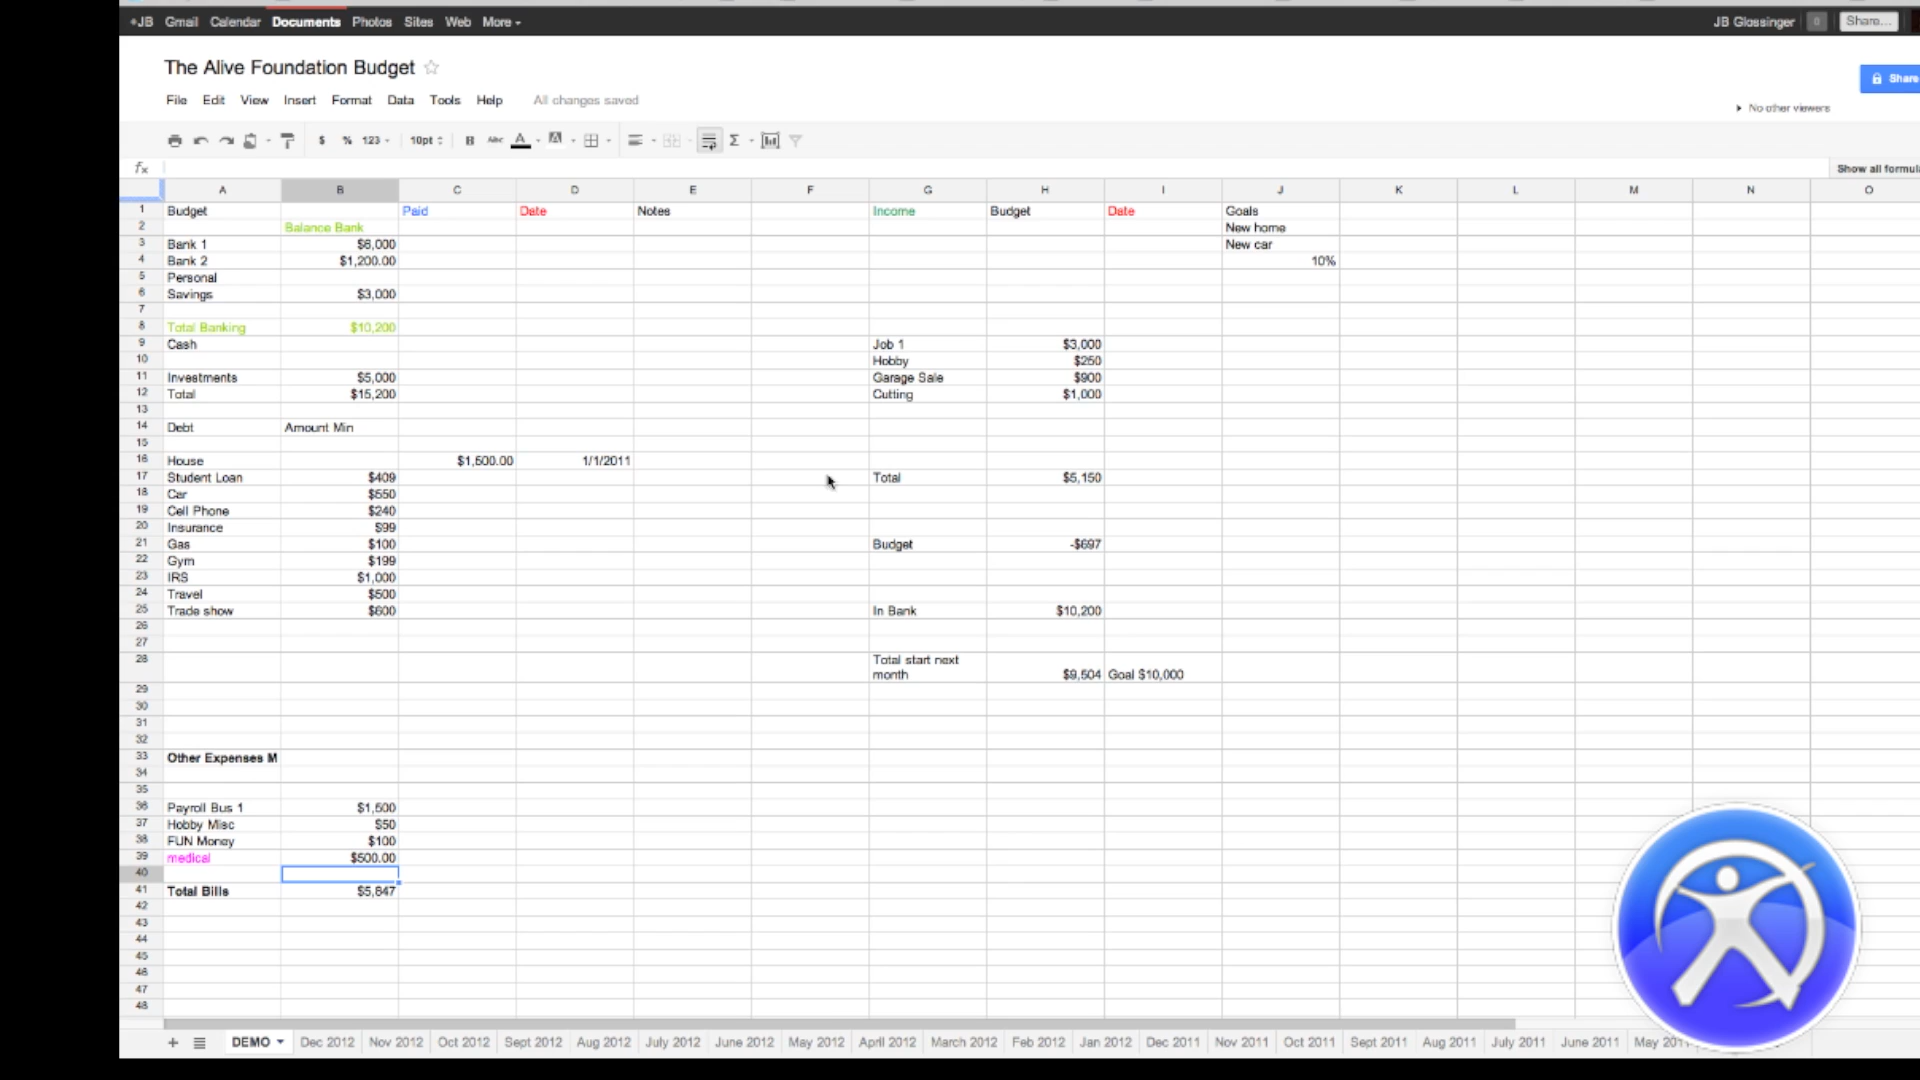 +JB Gmail Calendar Documents Photos Sites Web More JB Glossinger 0 Share...
The Alive Foundation Budget
Share
File Edit View Insert Format Data Tools Help All changes saved
No other viewers
$ % 123 10pt B Abc A A Σ
fx Show all formul
A B C D E F G H I J K L M N O
1 Budget Paid Date Notes Income Budget Date Goals
2 Balance Bank New home
3 Bank 1 $6,000 New car
4 Bank 2 $1,200.00 10%
5 Personal
6 Savings $3,000
7
8 Total Banking $10,200
9 Cash Job 1 $3,000
10 Hobby $250
11 Investments $5,000 Garage Sale $900
12 Total $15,200 Cutting $1,000
13
14 Debt Amount Min
15
16 House $1,500.00 1/1/2011
17 Student Loan $409 Total $5,150
18 Car $550
19 Cell Phone $240
20 Insurance $99
21 Gas $100 Budget -$697
22 Gym $199
23 IRS $1,000
24 Travel $500
25 Trade show $600 In Bank $10,200
26
27
28 Total start next
month $9,504 Goal $10,000
29
30
31
32
33 Other Expenses M
34
35
36 Payroll Bus 1 $1,500
37 Hobby Misc $50
38 FUN Money $100
39 medical $500.00
40
41 Total Bills $5,847
42
43
44
45
46
47
48
+ DEMO Dec 2012 Nov 2012 Oct 2012 Sept 2012 Aug 2012 July 2012 June 2012 May 2012 April 2012 March 2012 Feb 2012 Jan 2012 Dec 2011 Nov 2011 Oct 2011 Sept 2011 Aug 2011 July 2011 June 2011 May 201